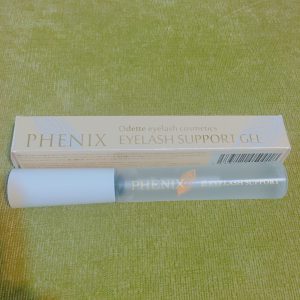 PHENIX
Odette eyelash cosmetics
EYELASH SUPPORT GEL
PHENIX
EYELASH SUPPORT